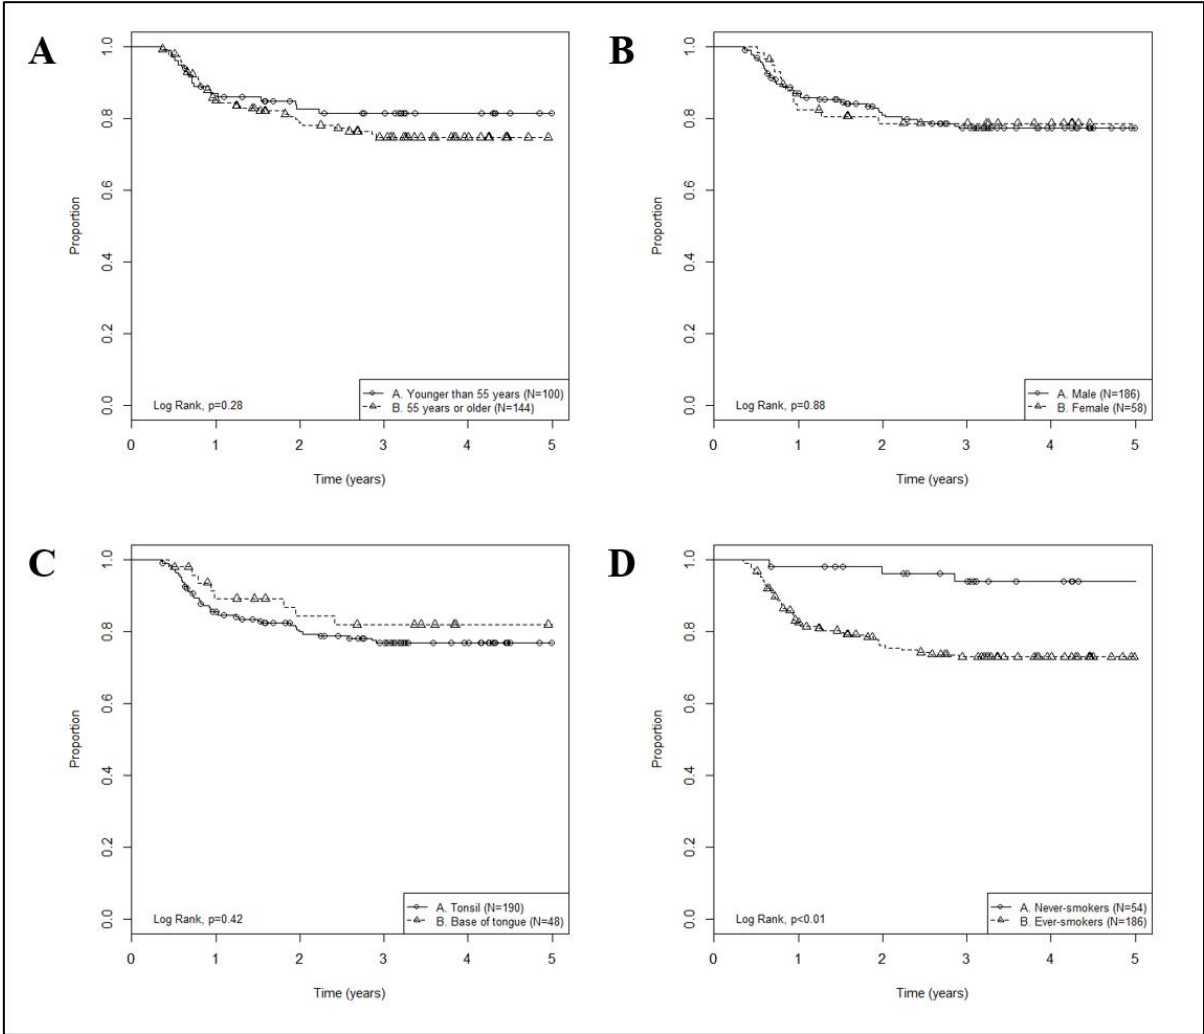 A
Proportion
1.0
0.8
0.6
0.4
0.2
0.0
Log Rank, p=0.28
A. Younger than 55 years (N=100)
B. 55 years or older (N=144)
0 1 2 3 4 5
Time (years)
B
Proportion
1.0
0.8
0.6
0.4
0.2
0.0
Log Rank, p=0.88
A. Male (N=186)
B. Female (N=58)
0 1 2 3 4 5
Time (years)
C
Proportion
1.0
0.8
0.6
0.4
0.2
0.0
Log Rank, p=0.42
A. Tonsil (N=190)
B. Base of tongue (N=48)
0 1 2 3 4 5
Time (years)
D
Proportion
1.0
0.8
0.6
0.4
0.2
0.0
Log Rank, p<0.01
A. Never-smokers (N=54)
B. Ever-smokers (N=186)
0 1 2 3 4 5
Time (years)